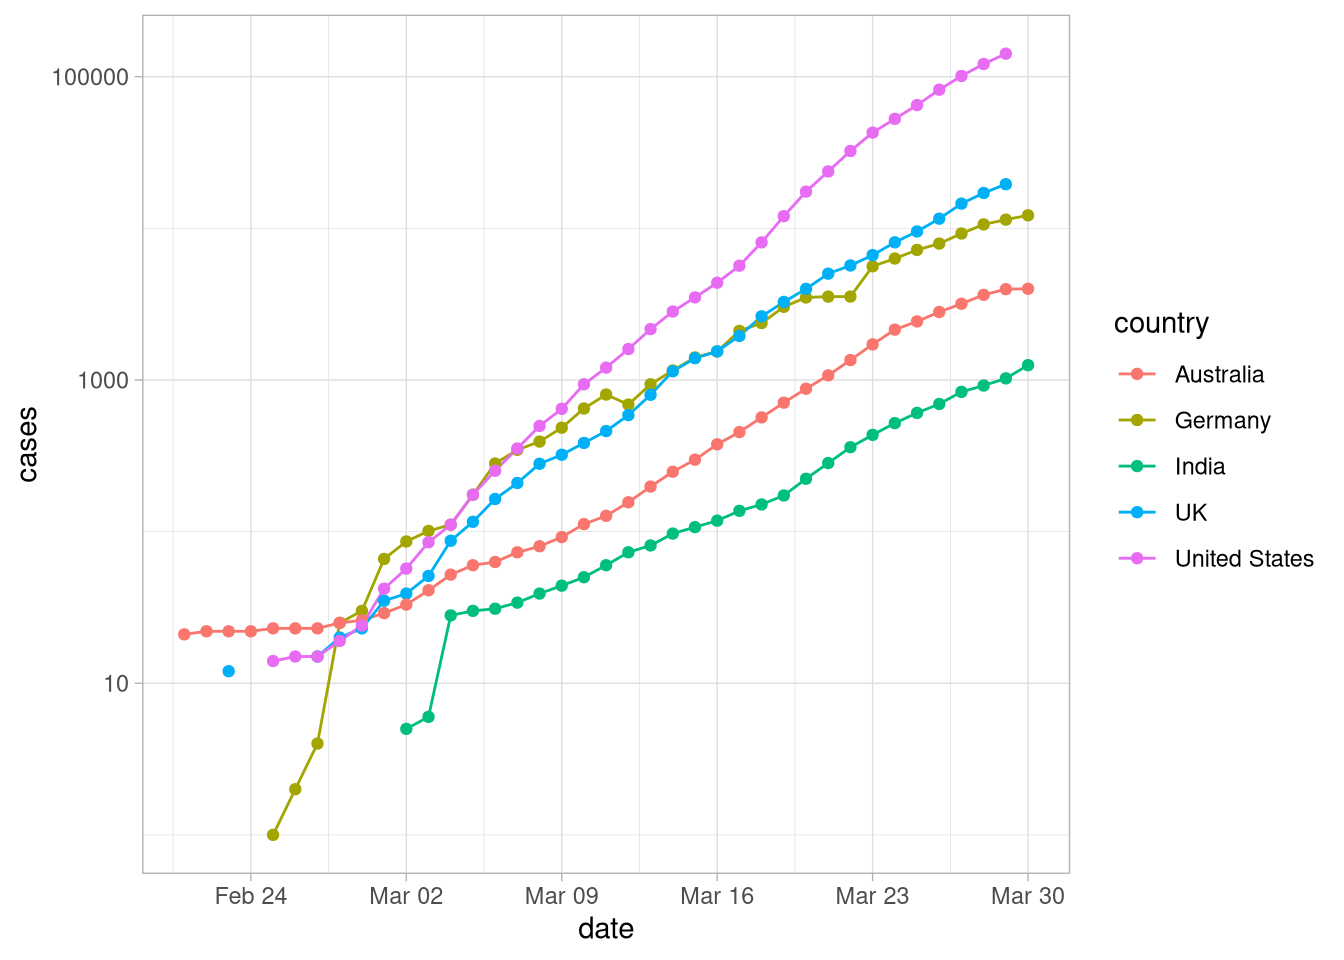 100000
1000
10
cases
Feb 24
Mar 02
Mar 09
Mar 16
Mar 23
Mar 30
date
country
Australia
Germany
India
UK
United States